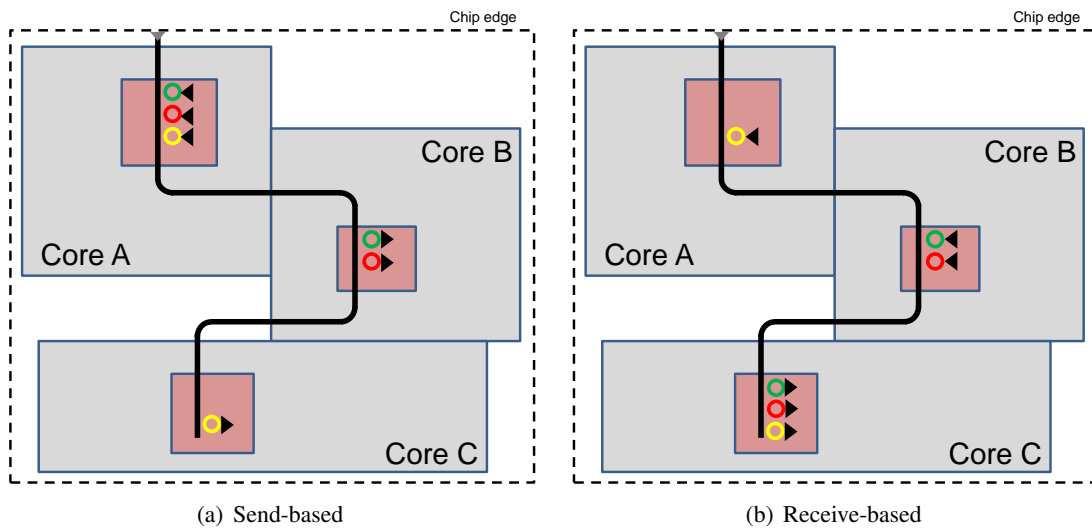 Chip edge
Core A
Core B
Core C
(a) Send-based
Chip edge
Core A
Core B
Core C
(b) Receive-based